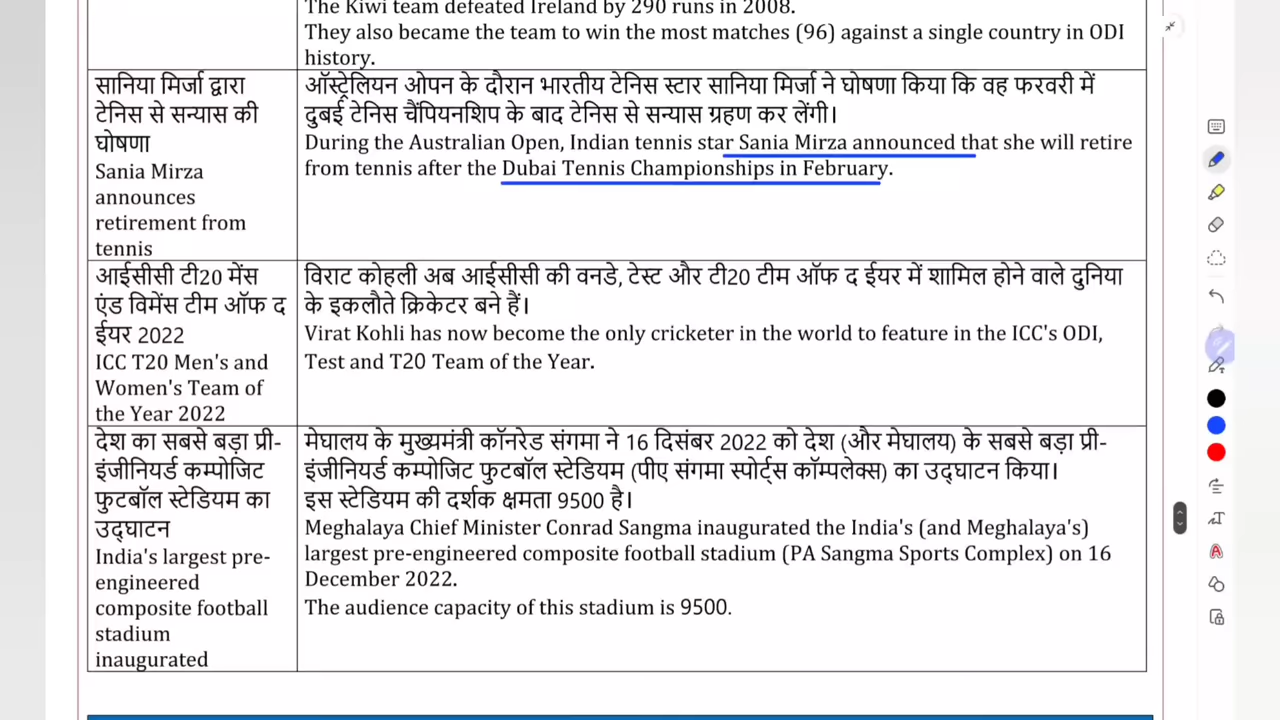 The Kiwi team defeated Ireland by 290 runs in 2008.
They also became the team to win the most matches (96) against a single country in ODI
history.
सानिया मिर्जा द्वारा
टेनिस से सन्यास की
घोषणा
Sania Mirza
announces
retirement from
tennis
ऑस्ट्रेलियन ओपन के दौरान भारतीय टेनिस स्टार सानिया मिर्जा ने घोषणा किया कि वह फरवरी में
दुबई टेनिस चैंपियनशिप के बाद टेनिस से सन्यास ग्रहण कर लेंगी।
During the Australian Open, Indian tennis star Sania Mirza announced that she will retire
from tennis after the Dubai Tennis Championships in February.
आईसीसी टी20 मेंस
एंड विमेंस टीम ऑफ द
ईयर 2022
ICC T20 Men's and
Women's Team of
the Year 2022
विराट कोहली अब आईसीसी की वनडे, टेस्ट और टी20 टीम ऑफ द ईयर में शामिल होने वाले दुनिया
के इकलौते क्रिकेटर बने हैं।
Virat Kohli has now become the only cricketer in the world to feature in the ICC's ODI,
Test and T20 Team of the Year.
देश का सबसे बड़ा प्री-
इंजीनियर्ड कम्पोजिट
फुटबॉल स्टेडियम का
उद्घाटन
India's largest pre-
engineered
composite football
stadium
inaugurated
मेघालय के मुख्यमंत्री कॉनरेड संगमा ने 16 दिसंबर 2022 को देश (और मेघालय) के सबसे बड़ा प्री-
इंजीनियर्ड कम्पोजिट फुटबॉल स्टेडियम (पीए संगमा स्पोर्ट्स कॉम्पलेक्स) का उद्घाटन किया।
इस स्टेडियम की दर्शक क्षमता 9500 है।
Meghalaya Chief Minister Conrad Sangma inaugurated the India's (and Meghalaya's)
largest pre-engineered composite football stadium (PA Sangma Sports Complex) on 16
December 2022.
The audience capacity of this stadium is 9500.